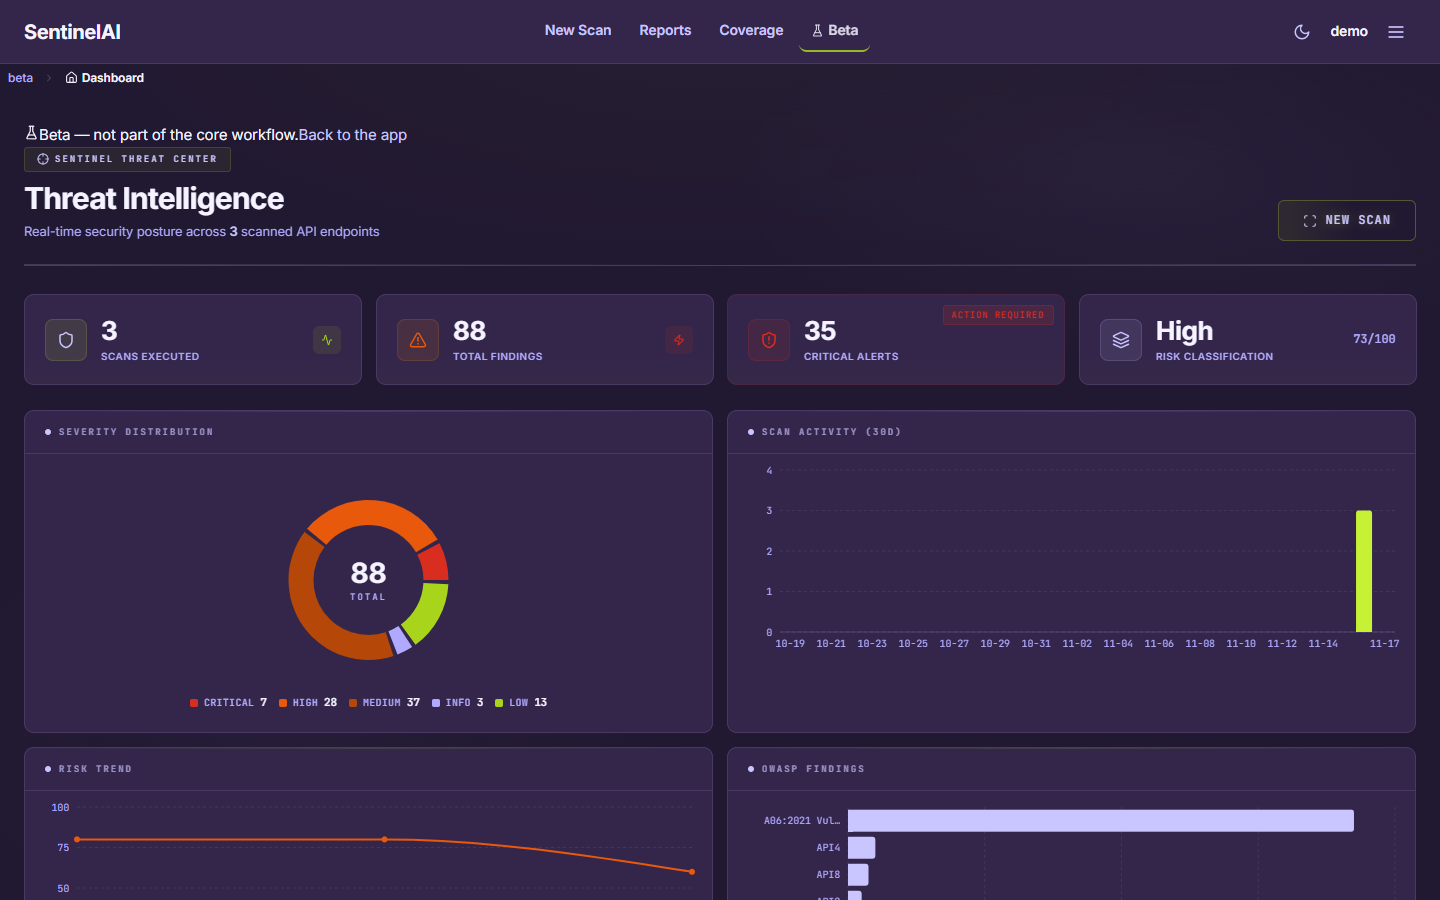 SentinelAI
New Scan
Reports
Coverage
Beta
demo
beta
Dashboard
Beta — not part of the core workflow.Back to the app
SENTINEL THREAT CENTER
Threat Intelligence
Real-time security posture across 3 scanned API endpoints
NEW SCAN
3
SCANS EXECUTED
88
TOTAL FINDINGS
ACTION REQUIRED
35
CRITICAL ALERTS
High
RISK CLASSIFICATION
73/100
SEVERITY DISTRIBUTION
88
TOTAL
CRITICAL 7 HIGH 28 MEDIUM 37 INFO 3 LOW 13
SCAN ACTIVITY (30D)
4
3
2
1
0
10-19 10-21 10-23 10-25 10-27 10-29 10-31 11-02 11-04 11-06 11-08 11-10 11-12 11-14 11-17
RISK TREND
100
75
50
OWASP FINDINGS
A06:2021 Vul…
API4
API8